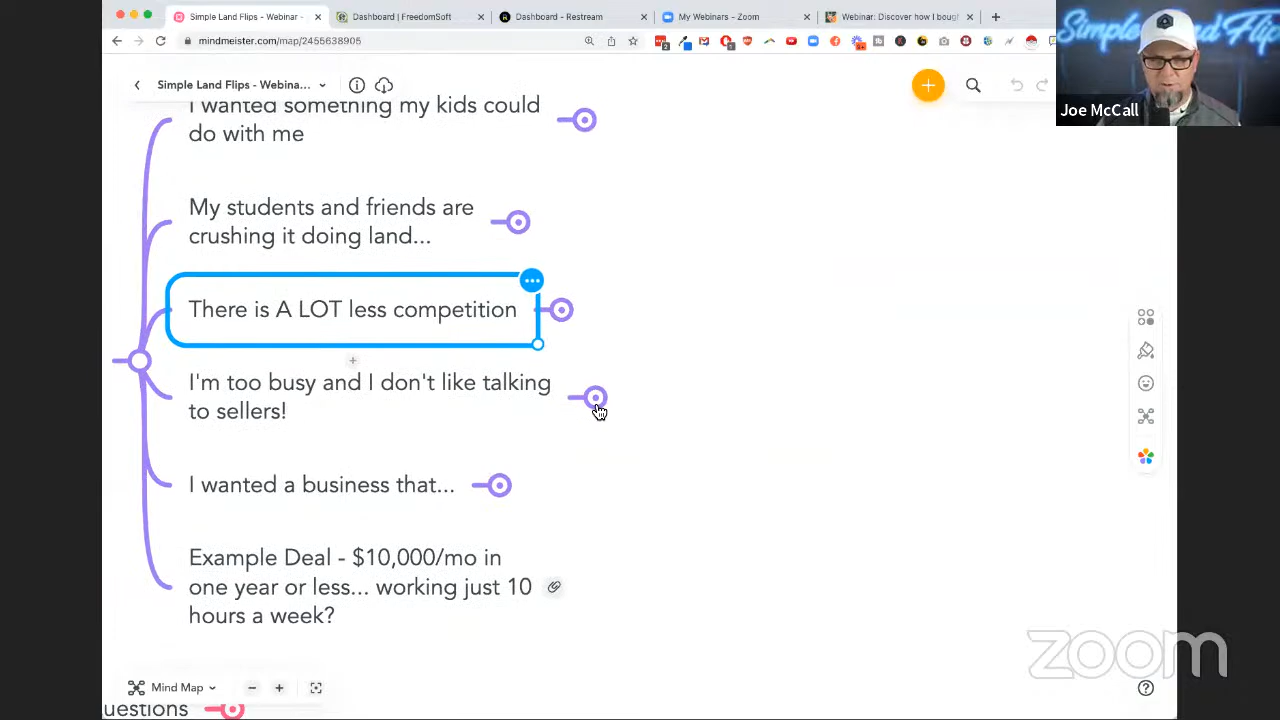 Simple Land Flips - Webinar -
Dashboard | FreedomSoft
Dashboard - Restream
My Webinars - Zoom
Webinar: Discover how I bough
mindmeister.com/map/2455638905
Simple Land Flip
Joe McCall
Simple Land Flips - Webina...
I wanted something my kids could
do with me
My students and friends are
crushing it doing land...
There is A LOT less competition
I'm too busy and I don't like talking
to sellers!
I wanted a business that...
Example Deal - $10,000/mo in
one year or less... working just 10
hours a week?
zoom
Mind Map
uestions